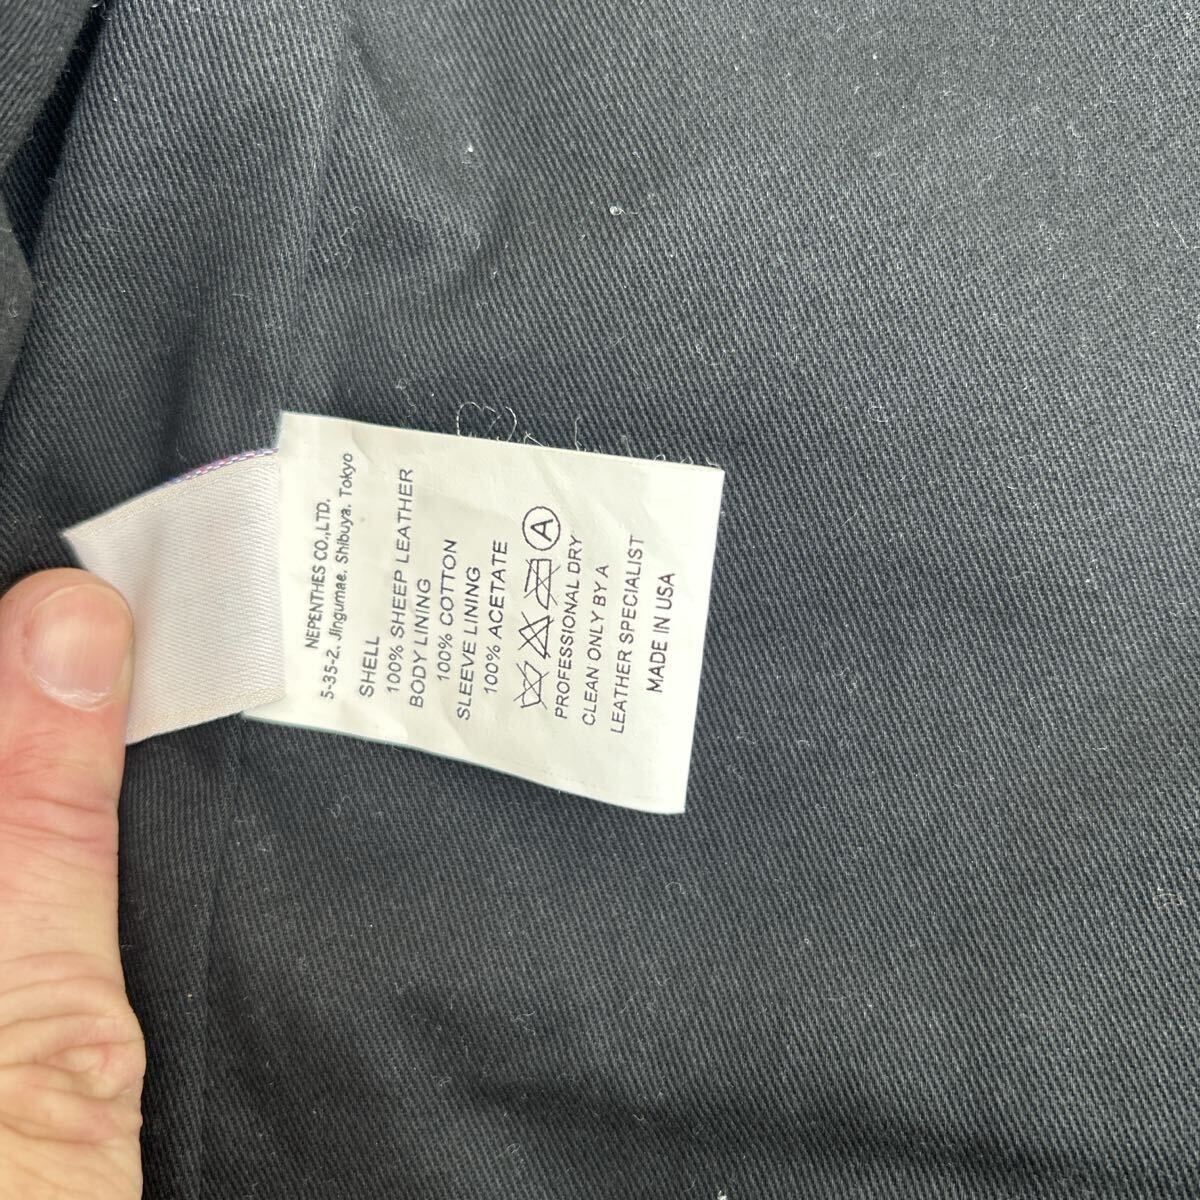 NEPENTHES CO.,LTD.
5-35-2, Jingumae, Shibuya, Tokyo
SHELL
100% SHEEP LEATHER
BODY LINING
100% COTTON
SLEEVE LINING
100% ACETATE
A
PROFESSIONAL DRY
CLEAN ONLY BY A
LEATHER SPECIALIST
MADE IN USA